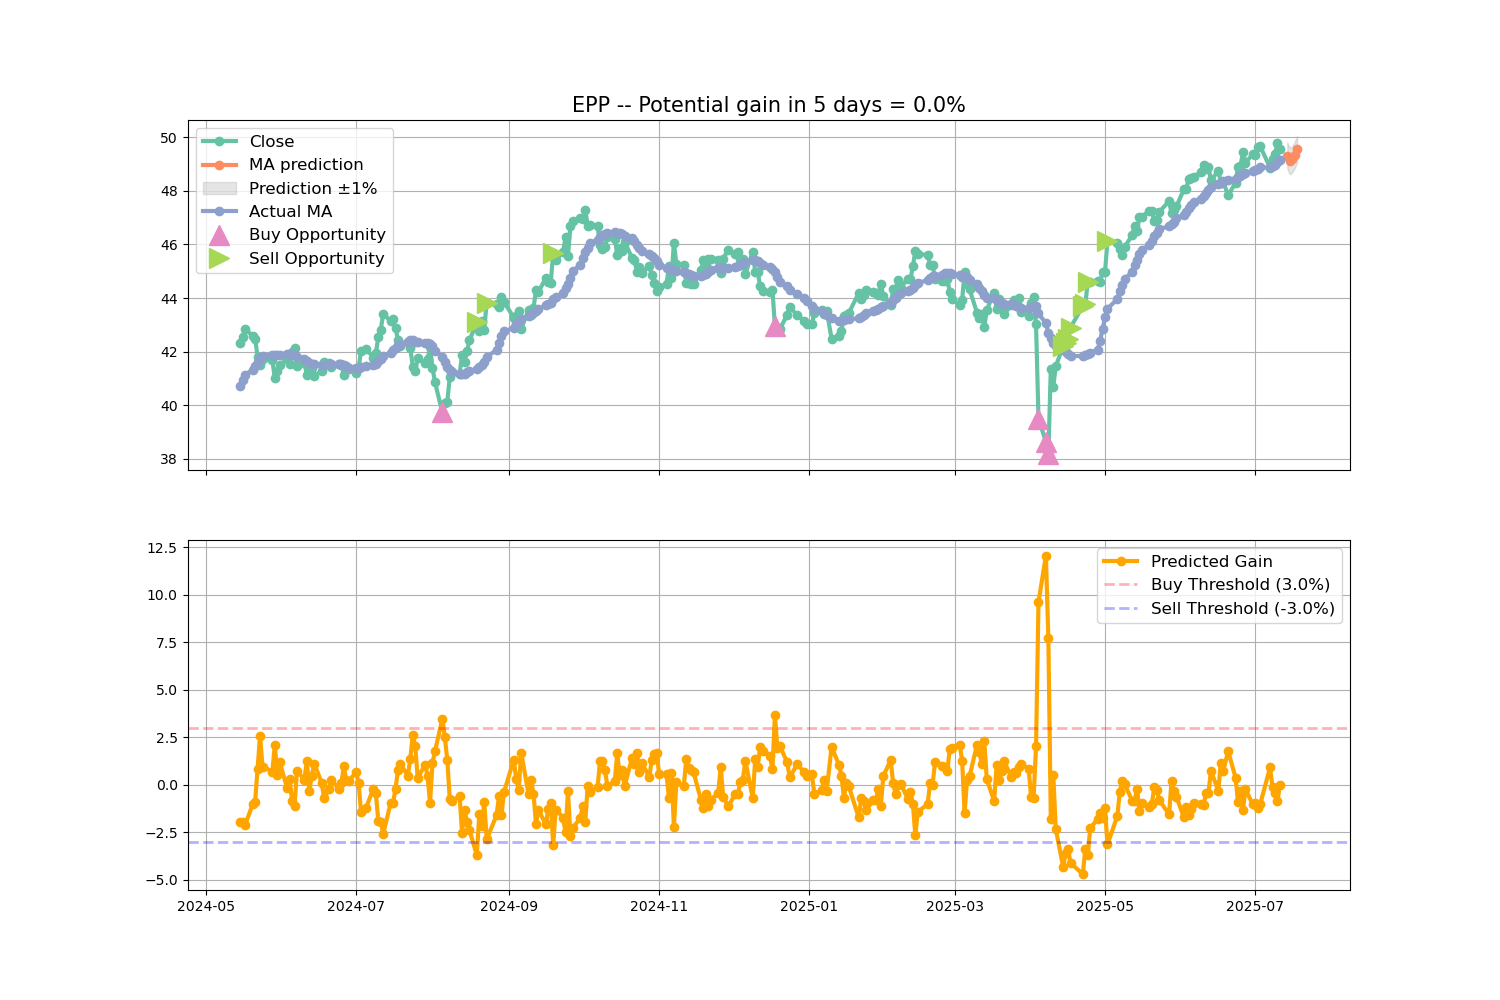 EPP -- Potential gain in 5 days = 0.0%
50
48
46
44
42
40
38
Close
MA prediction
Prediction ±1%
Actual MA
Buy Opportunity
Sell Opportunity
12.5
10.0
7.5
5.0
2.5
0.0
−2.5
−5.0
Predicted Gain
Buy Threshold (3.0%)
Sell Threshold (-3.0%)
2024-05
2024-07
2024-09
2024-11
2025-01
2025-03
2025-05
2025-07